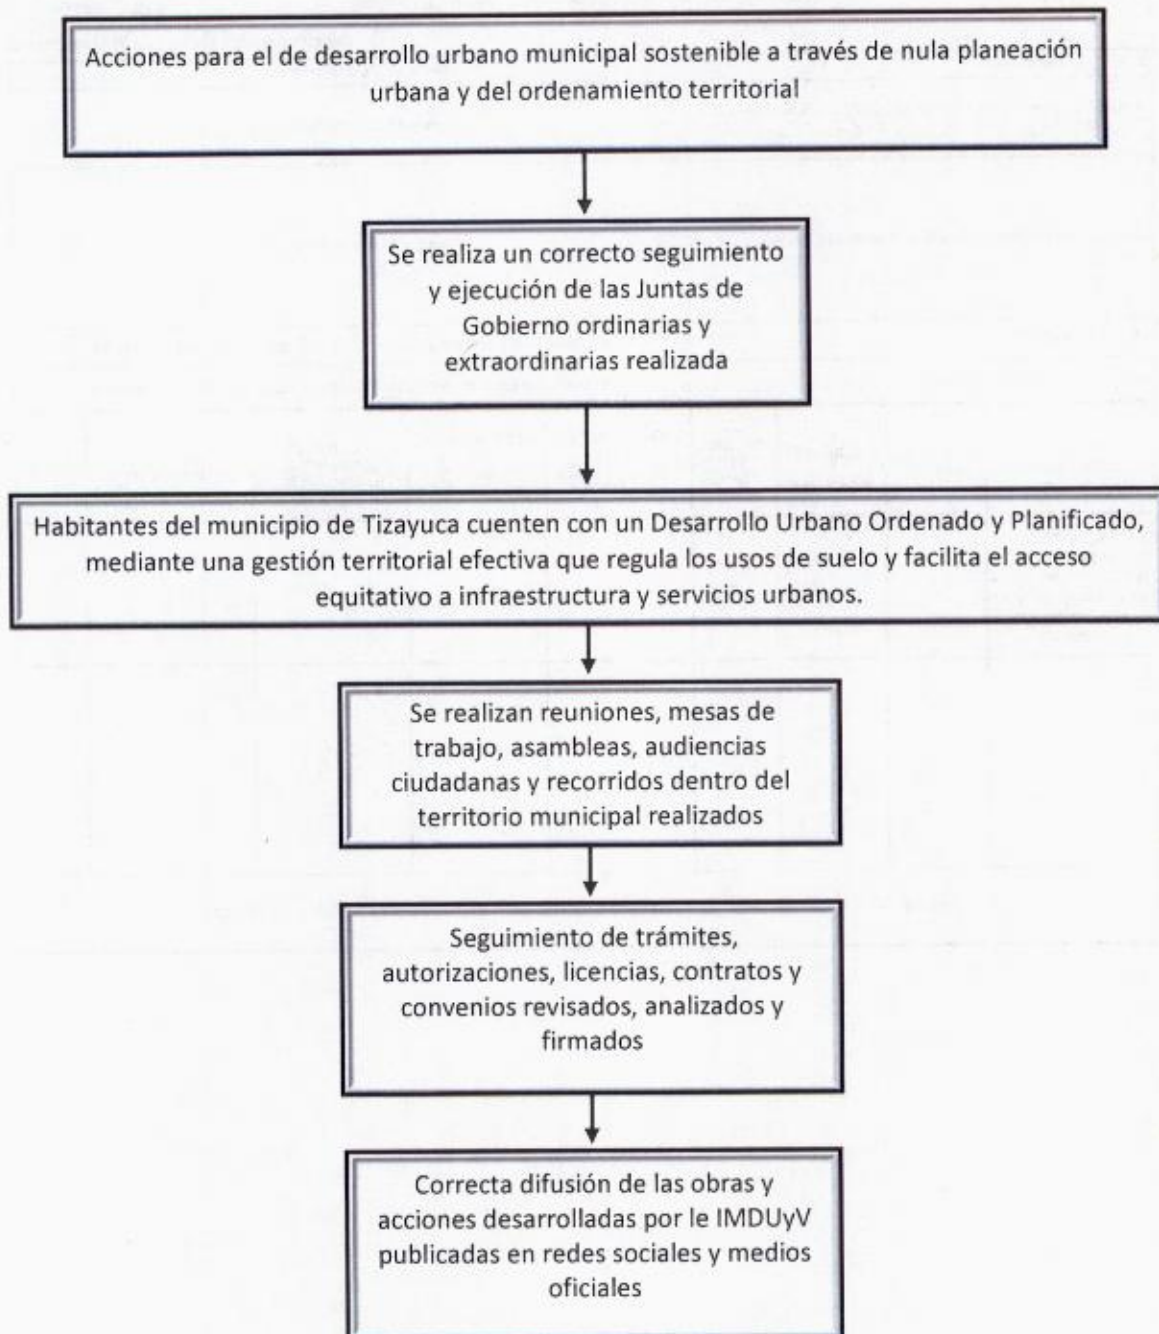 Acciones para el de desarrollo urbano municipal sostenible a través de nula planeación
urbana y del ordenamiento territorial
Se realiza un correcto seguimiento
y ejecución de las Juntas de
Gobierno ordinarias y
extraordinarias realizada
Habitantes del municipio de Tizayuca cuenten con un Desarrollo Urbano Ordenado y Planificado,
mediante una gestión territorial efectiva que regula los usos de suelo y facilita el acceso
equitativo a infraestructura y servicios urbanos.
Se realizan reuniones, mesas de
trabajo, asambleas, audiencias
ciudadanas y recorridos dentro del
territorio municipal realizados
Seguimiento de trámites,
autorizaciones, licencias, contratos y
convenios revisados, analizados y
firmados
Correcta difusión de las obras y
acciones desarrolladas por le IMDUyV
publicadas en redes sociales y medios
oficiales